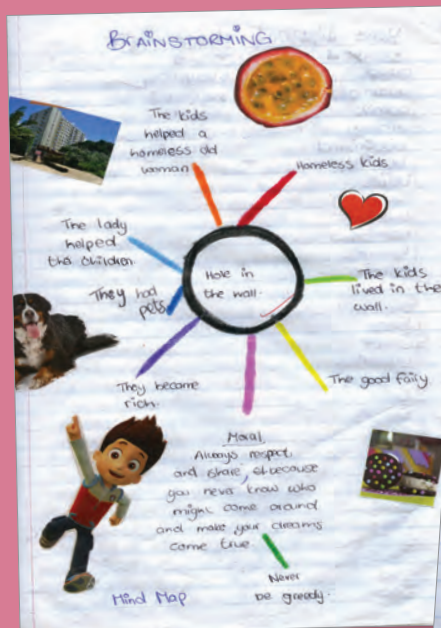 BRAINSTORMING
The kids
helped a
homeless old
woman
Homeless kids
The lady
helped
the children.
Hole in
the wall.
The kids
lived in the
wall.
They had
pets
They became
rich.
The good fairy.
Moral
Always respect
and share, because
you never know who
might come around
and make your dreams
come true.
Never
be greedy.
Mind Map